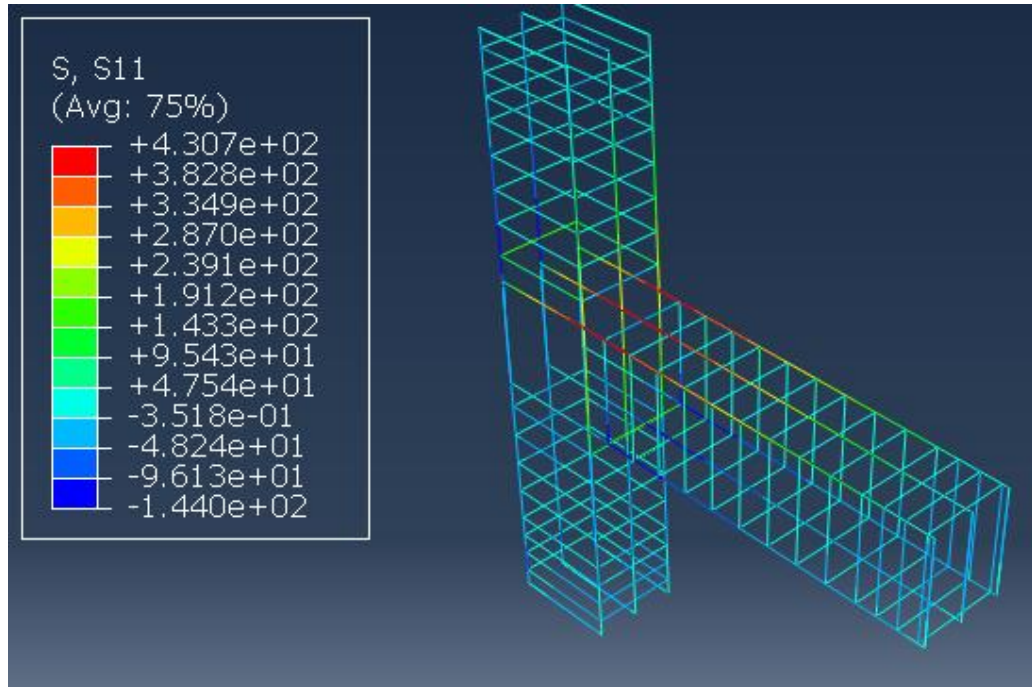 S, S11
(Avg: 75%)
+4.307e+02
+3.828e+02
+3.349e+02
+2.870e+02
+2.391e+02
+1.912e+02
+1.433e+02
+9.543e+01
+4.754e+01
-3.518e-01
-4.824e+01
-9.613e+01
-1.440e+02